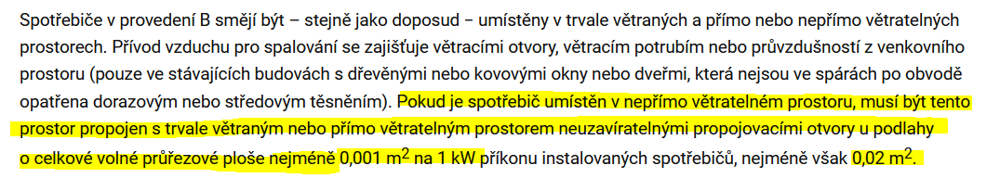 Spotřebiče v provedení B smějí být – stejně jako doposud − umístěny v trvale větraných a přímo nebo nepřímo větratelných
prostorech. Přívod vzduchu pro spalování se zajišťuje větracími otvory, větracím potrubím nebo průvzdušností z venkovního
prostoru (pouze ve stávajících budovách s dřevěnými nebo kovovými okny nebo dveřmi, která nejsou ve spárách po obvodě
opatřena dorazovým nebo středovým těsněním). Pokud je spotřebič umístěn v nepřímo větratelném prostoru, musí být tento
prostor propojen s trvale větraným nebo přímo větratelným prostorem neuzavíratelnými propojovacími otvory u podlahy
o celkové volné průřezové ploše nejméně 0,001 m² na 1 kW příkonu instalovaných spotřebičů, nejméně však 0,02 m².